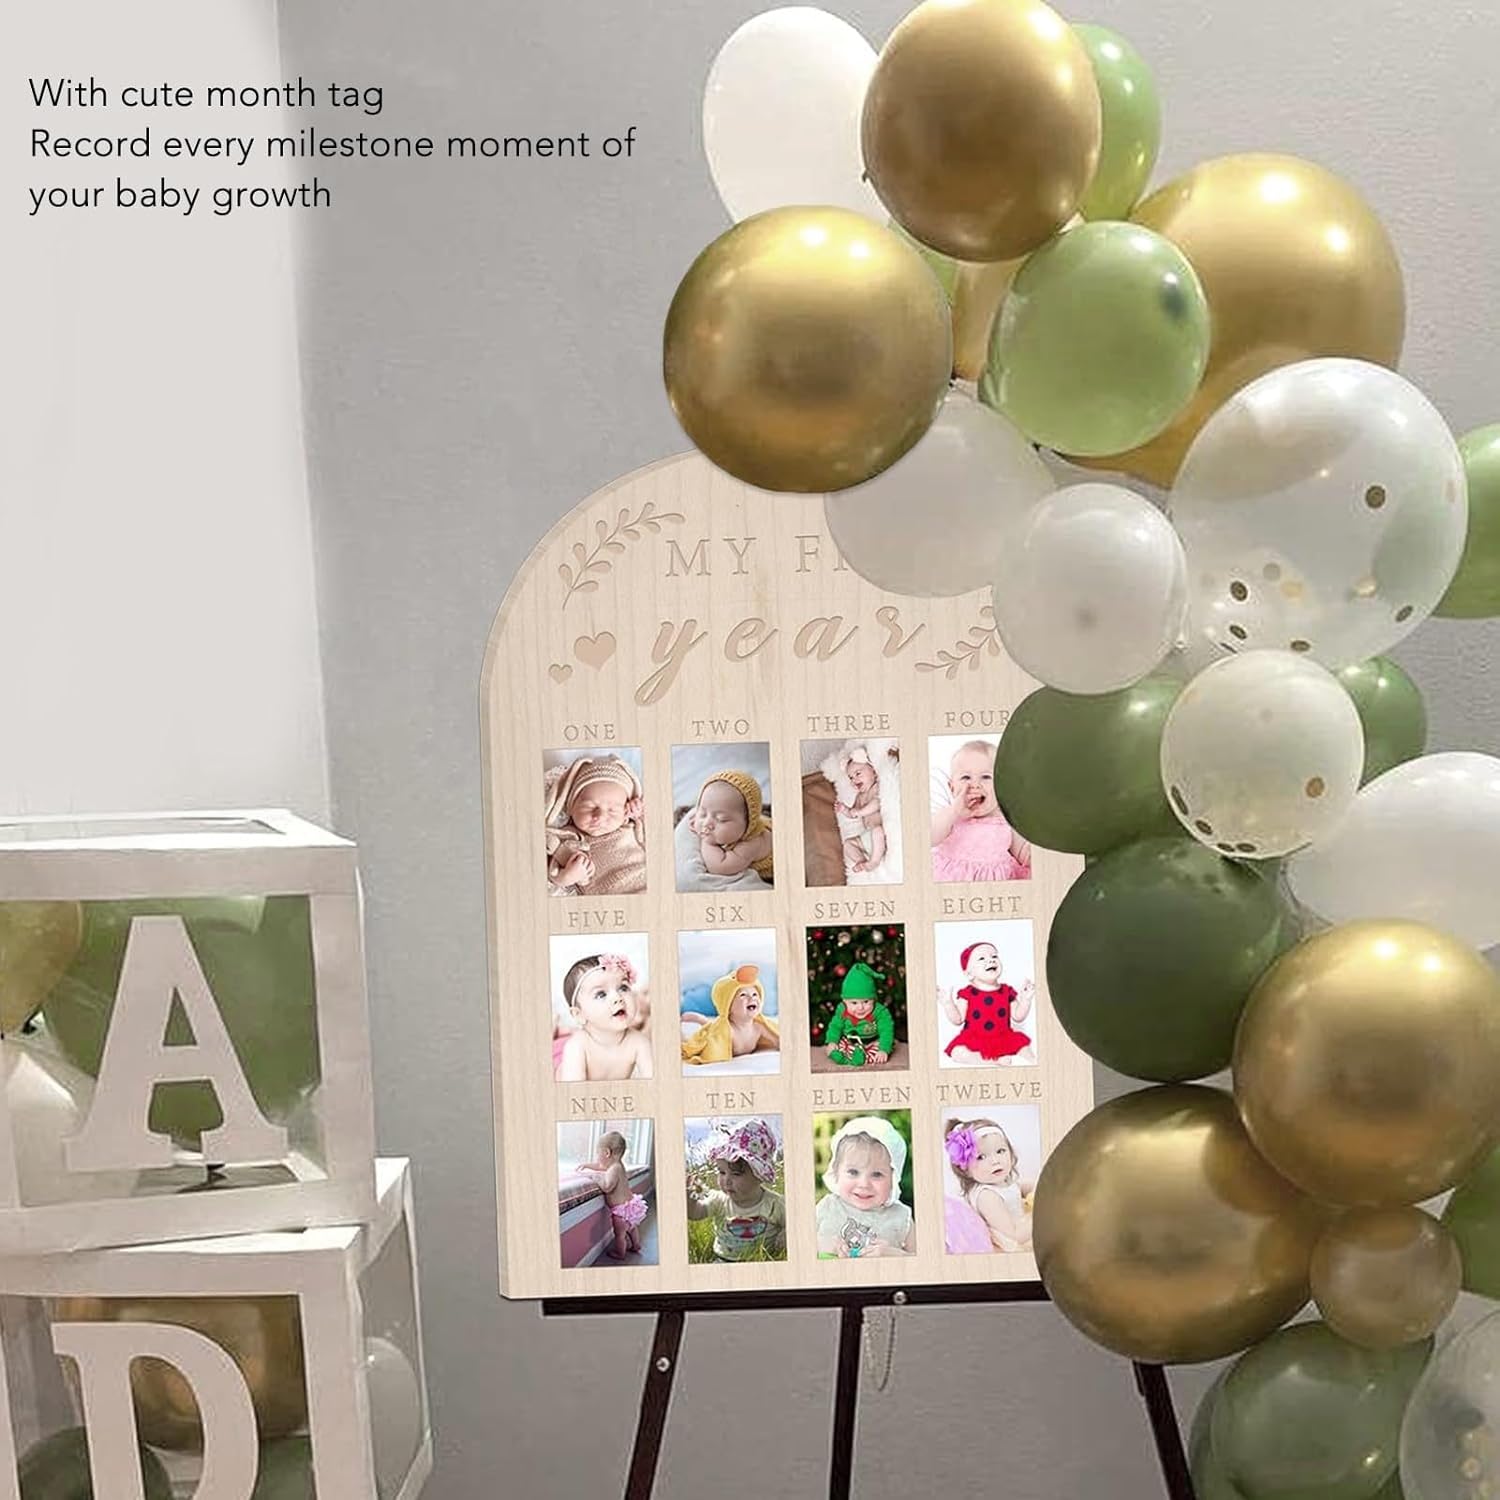 With cute month tag
Record every milestone moment of
your baby growth
MY
year
ONE TWO THREE FOUR
FIVE SIX SEVEN EIGHT
NINE TEN ELEVEN TWELVE
A
D